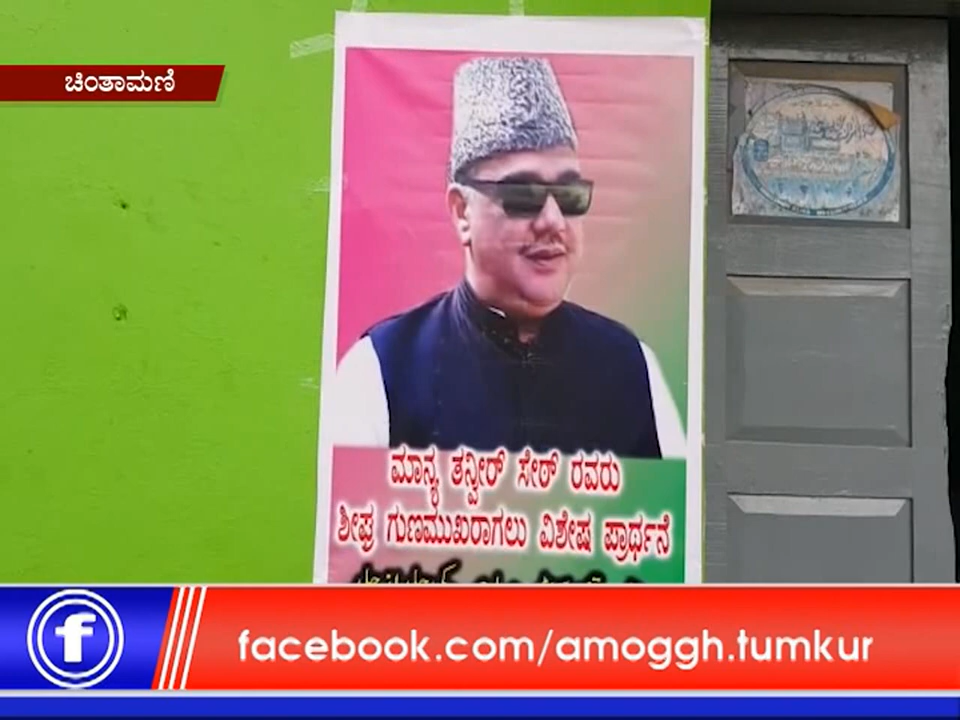 ಚಿಂತಾಮಣಿ
ಮಾನ್ಯ ತನ್ವೀರ್ ಸೇಠ್ ರವರು
ಶೀಘ್ರ ಗುಣಮುಖರಾಗಲು ವಿಶೇಷ ಪ್ರಾರ್ಥನೆ
facebook.com/amoggh.tumkur